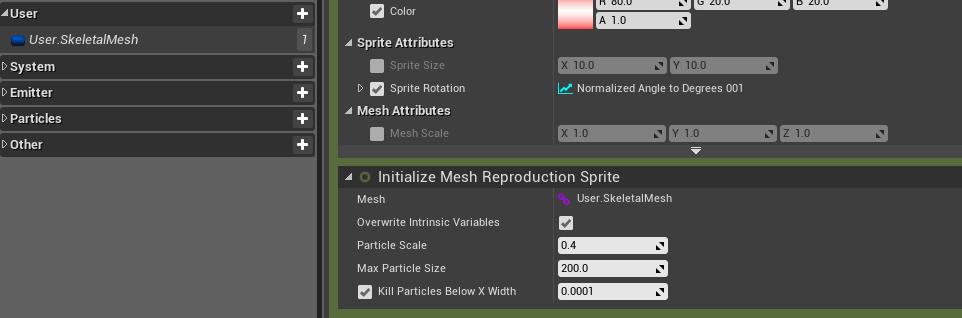 User
User.SkeletalMesh 1
System
Emitter
Particles
Other
Color R 80.0 G 20.0 B 20.0
A 1.0
Sprite Attributes
Sprite Size X 10.0 Y 10.0
Sprite Rotation Normalized Angle to Degrees 001
Mesh Attributes
Mesh Scale X 1.0 Y 1.0 Z 1.0
Initialize Mesh Reproduction Sprite
Mesh User.SkeletalMesh
Overwrite Intrinsic Variables
Particle Scale 0.4
Max Particle Size 200.0
Kill Particles Below X Width 0.0001